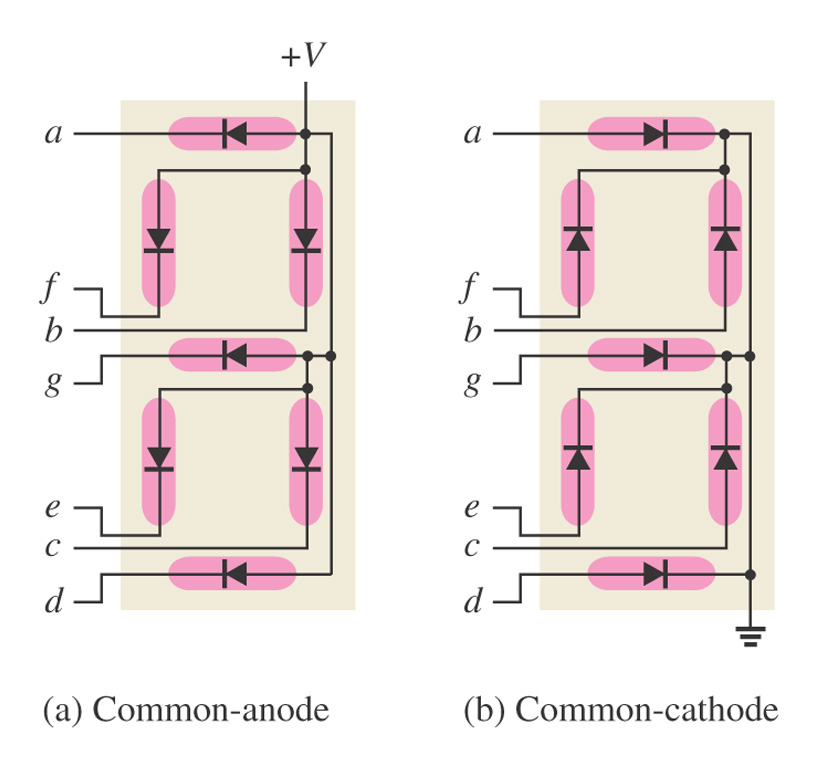 +V
a
a
f
f
b
b
g
g
e
e
c
c
d
d
(a) Common-anode
(b) Common-cathode